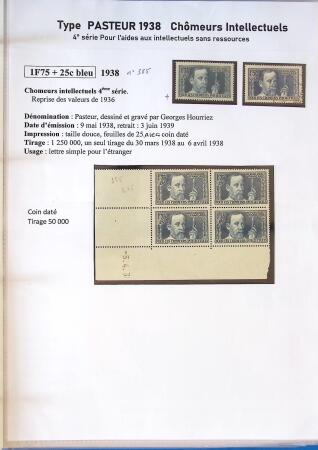 Type PASTEUR 1938 Chômeurs Intellectuels
4° série Pour l'aides aux intellectuels sans ressources
1F75 + 25c bleu 1938 n° 385
Chomeurs intellectuels 4ème série.
Reprise des valeurs de 1936
+
Dénomination : Pasteur, dessiné et gravé par Georges Hourriez
Date d'émission : 9 mai 1938, retrait : 3 juin 1939
Impression : taille douce, feuilles de 25, avec coin daté
Tirage : 1 250 000, un seul tirage du 30 mars 1938 au 6 avril 1938
Usage : lettre simple pour l'étranger
Coin daté
Tirage 50 000